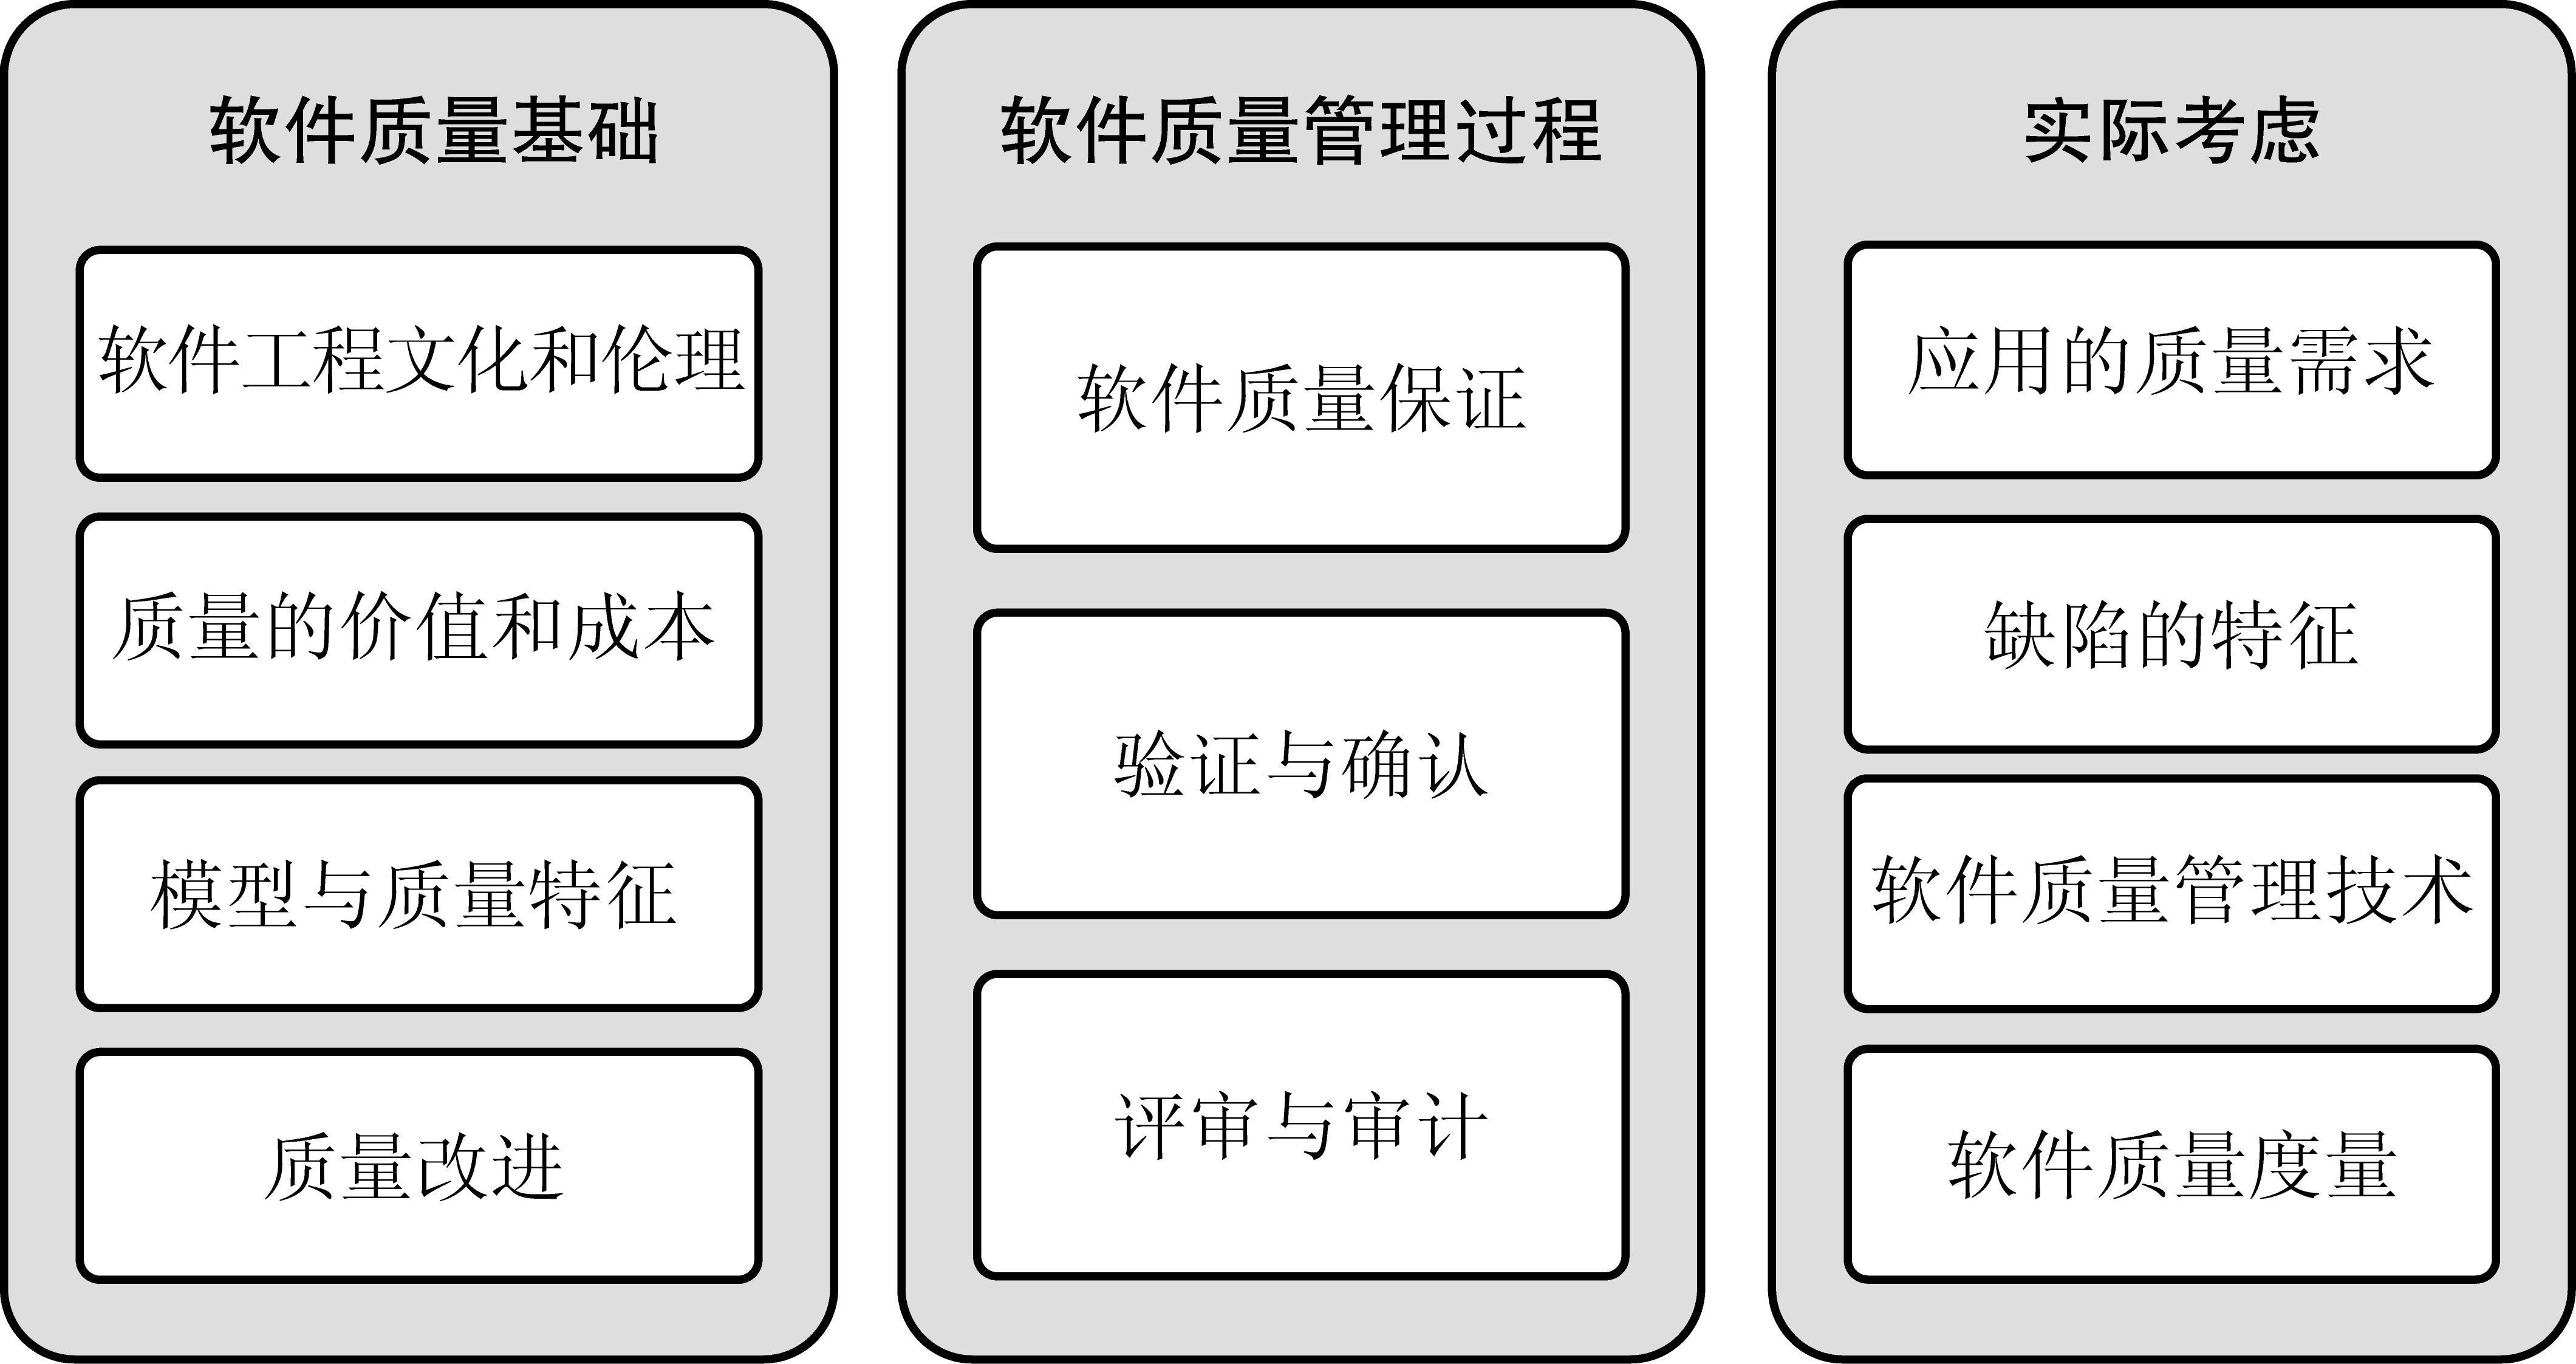 软件质量基础
软件工程文化和伦理
质量的价值和成本
模型与质量特征
质量改进
软件质量管理过程
软件质量保证
验证与确认
评审与审计
实际考虑
应用的质量需求
缺陷的特征
软件质量管理技术
软件质量度量